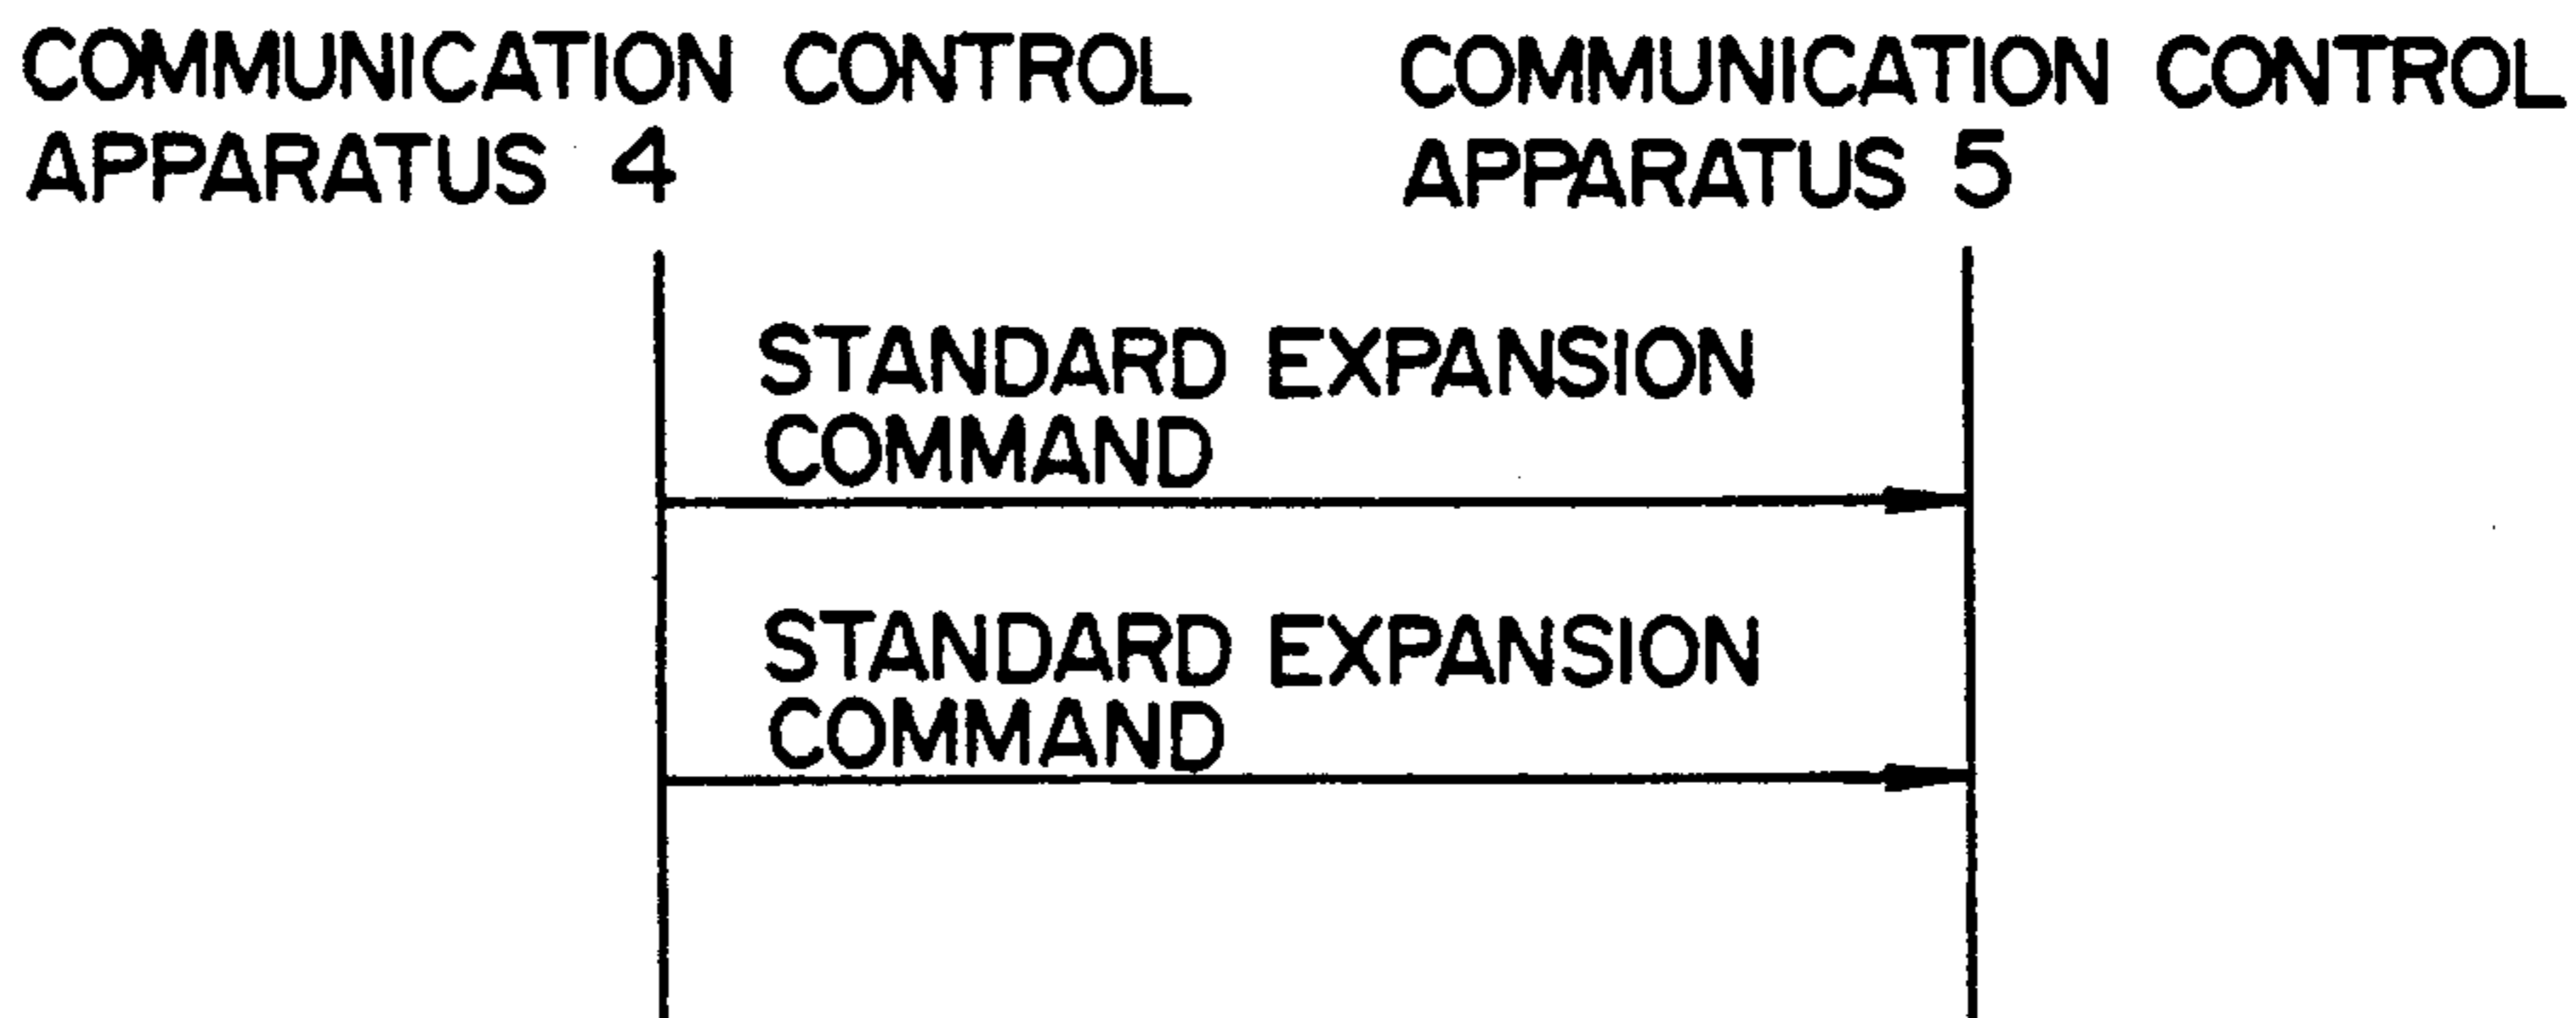 COMMUNICATION CONTROL
APPARATUS 4
COMMUNICATION CONTROL
APPARATUS 5
STANDARD EXPANSION
COMMAND
STANDARD EXPANSION
COMMAND